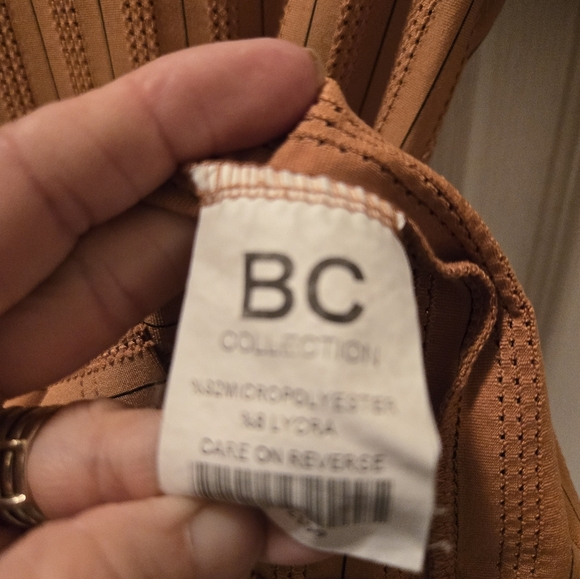 BC
COLLECTION
%92MICROPOLYESTER
%8 LYCRA
CARE ON REVERSE